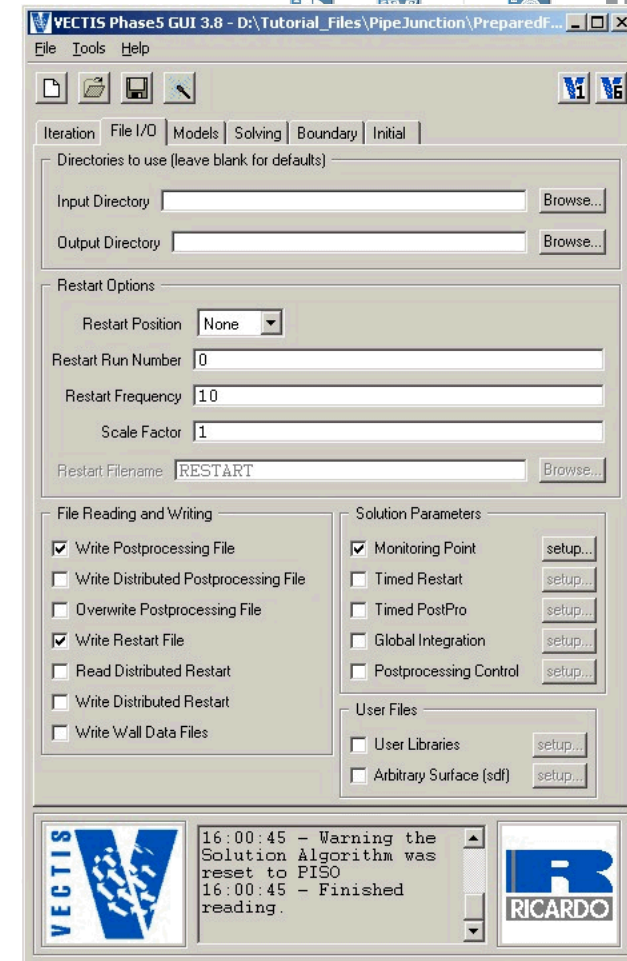 VECTIS Phase5 GUI 3.8 - D:\Tutorial_Files\PipeJunction\PreparedF...
File Tools Help
V1 V6
Iteration File I/O Models Solving Boundary Initial
Directories to use (leave blank for defaults)
Input Directory Browse...
Output Directory Browse...
Restart Options
Restart Position None
Restart Run Number 0
Restart Frequency 10
Scale Factor 1
Restart Filename RESTART Browse...
File Reading and Writing
Write Postprocessing File
Write Distributed Postprocessing File
Overwrite Postprocessing File
Write Restart File
Read Distributed Restart
Write Distributed Restart
Write Wall Data Files
Solution Parameters
Monitoring Point setup...
Timed Restart setup...
Timed PostPro setup...
Global Integration setup...
Postprocessing Control setup...
User Files
User Libraries setup...
Arbitrary Surface (sdf) setup...
VECTIS
16:00:45 - Warning the
Solution Algorithm was
reset to PISO
16:00:45 - Finished
reading.
RICARDO